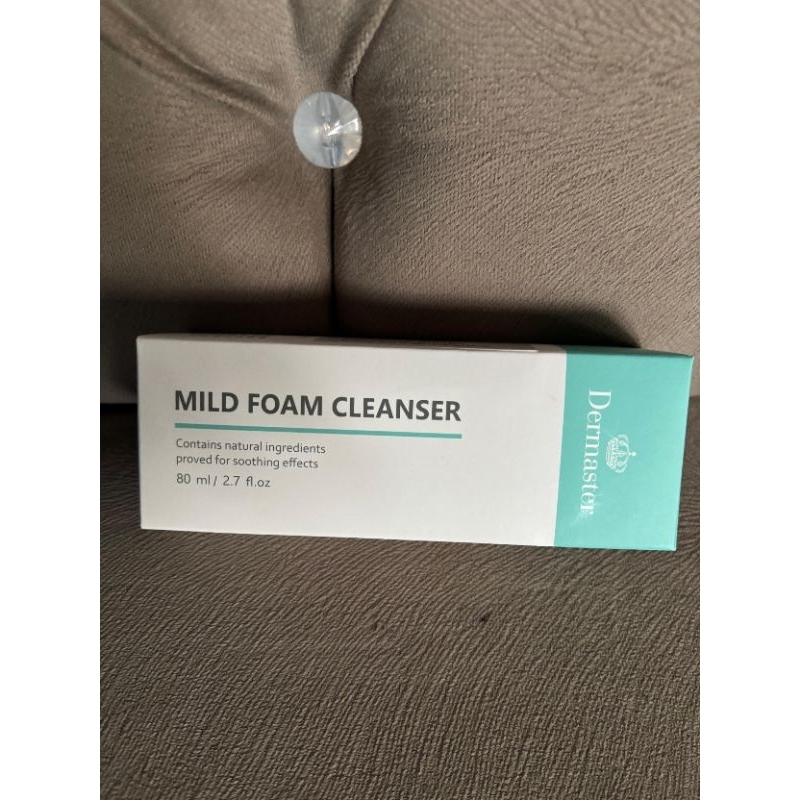 MILD FOAM CLEANSER
Contains natural ingredients
proved for soothing effects
80 ml / 2.7 fl.oz
Dermaster